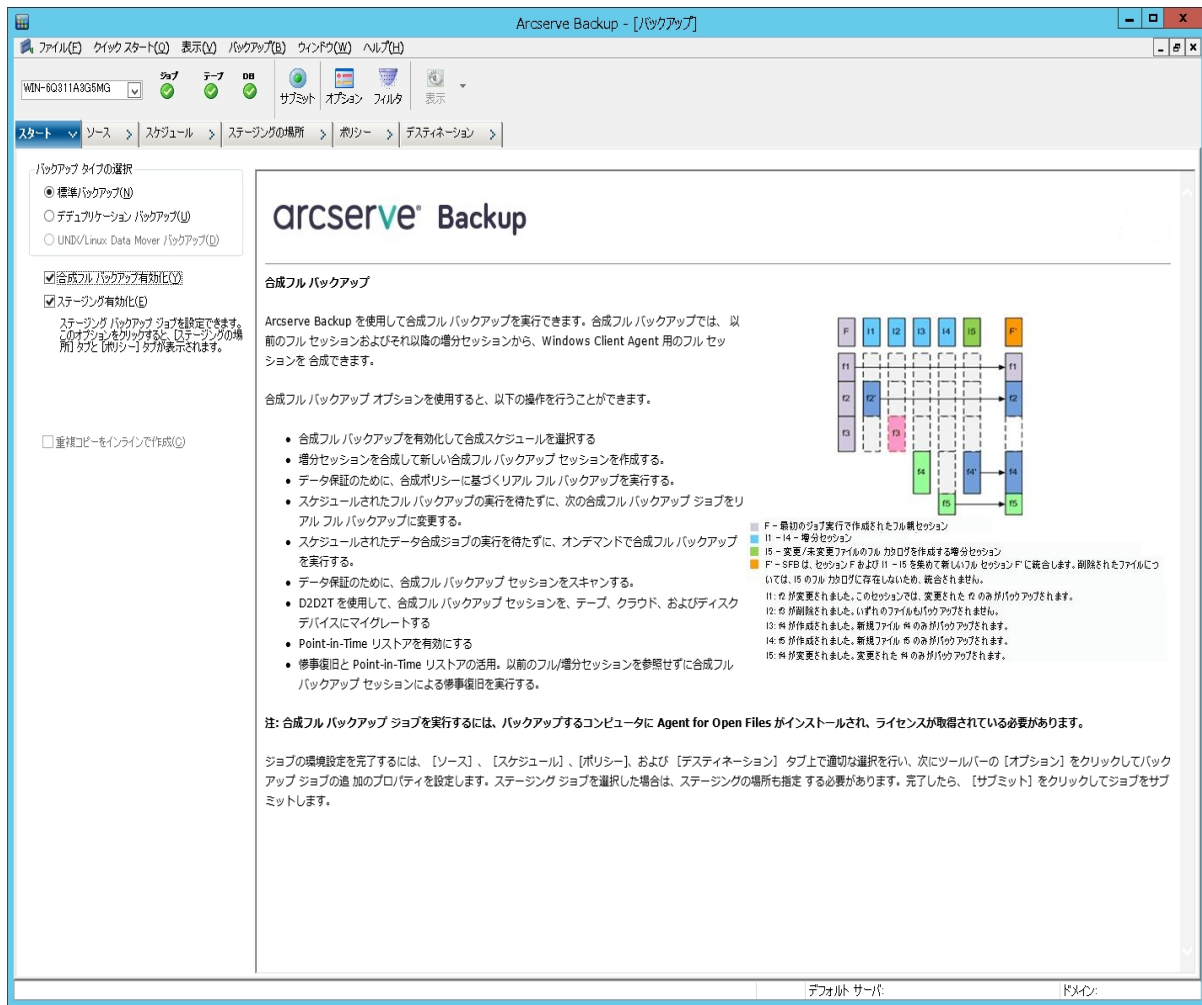 Arcserve Backup - [バックアップ]
ファイル(F) クイック スタート(Q) 表示(V) バックアップ(B) ウィンドウ(W) ヘルプ(H)
WIN-6Q311A3G5MG
ジョブ テープ DB
サブミット オプション フィルタ 表示
スタート ソース スケジュール ステージングの場所 ポリシー デスティネーション
バックアップ タイプの選択
標準バックアップ(N)
デデュプリケーション バックアップ(U)
UNIX/Linux Data Mover バックアップ(D)
合成フル バックアップ有効化(Y)
ステージング有効化(E)
ステージング バックアップ ジョブを設定できます。
このオプションをクリックすると、[ステージングの場
所] タブと [ポリシー] タブが表示されます。
重複コピーをインラインで作成(C)
arcserve® Backup
合成フル バックアップ
Arcserve Backup を使用して合成フル バックアップを実行できます。合成フル バックアップでは、 以
前のフル セッションおよびそれ以降の増分セッションから、Windows Client Agent 用のフル セッ
ションを 合成できます。
合成フル バックアップ オプションを使用すると、以下の操作を行うことができます。
• 合成フル バックアップを有効化して合成スケジュールを選択する
• 増分セッションを合成して新しい合成フル バックアップ セッションを作成する。
• データ保証のために、合成ポリシーに基づくリアル フル バックアップを実行する。
• スケジュールされたフル バックアップの実行を待たずに、次の合成フル バックアップ ジョブをリ
アル フル バックアップに変更する。
• スケジュールされたデータ合成ジョブの実行を待たずに、オンデマンドで合成フル バックアップ
を実行する。
• データ保証のために、合成フル バックアップ セッションをスキャンする。
• D2D2T を使用して、合成フル バックアップ セッションを、テープ、クラウド、およびディスク
デバイスにマイグレートする
• Point-in-Time リストアを有効にする
• 惨事復旧と Point-in-Time リストアの活用。以前のフル/増分セッションを参照せずに合成フル
バックアップ セッションによる惨事復旧を実行する。
F I1 I2 I3 I4 I5 F'
f1 f1
f2 f2' f2
f3 f3
f4 f4' f4
f5 f5
F - 最初のジョブ実行で作成されたフル親セッション
I1 - I4 - 増分セッション
I5 - 変更/未変更ファイルのフル カタログを作成する増分セッション
F' - SFB は、セッション F および I1 - I5 を集めて新しいフル セッション F' に統合します。削除されたファイルにつ
いては、I5 のフル カタログに存在しないため、統合されません。
I1: f2 が変更されました。このセッションでは、変更された f2 のみがバックアップされます。
I2: f3 が削除されました。いずれのファイルもバックアップされません。
I3: f4 が作成されました。新規ファイル f4 のみがバックアップされます。
I4: f5 が作成されました。新規ファイル f5 のみがバックアップされます。
I5: f4 が変更されました。変更された f4 のみがバックアップされます。
注: 合成フル バックアップ ジョブを実行するには、バックアップするコンピュータに Agent for Open Files がインストールされ、ライセンスが取得されている必要があります。
ジョブの環境設定を完了するには、 [ソース] 、 [スケジュール] 、[ポリシー]、および [デスティネーション] タブ上で適切な選択を行い、次にツールバーの [オプション] をクリックしてバック
アップ ジョブの追 加のプロパティを設定します。ステージング ジョブを選択した場合は、ステージングの場所も指定 する必要があります。完了したら、 [サブミット] をクリックしてジョブをサブ
ミットします。
デフォルト サーバ: ドメイン: